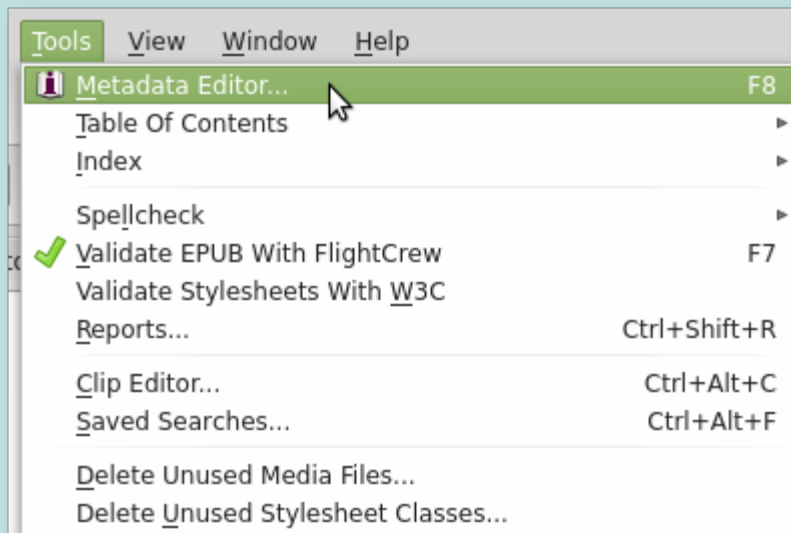 Tools View Window Help
Metadata Editor... F8
Table Of Contents
Index
Spellcheck
Validate EPUB With FlightCrew F7
Validate Stylesheets With W3C
Reports... Ctrl+Shift+R
Clip Editor... Ctrl+Alt+C
Saved Searches... Ctrl+Alt+F
Delete Unused Media Files...
Delete Unused Stylesheet Classes...